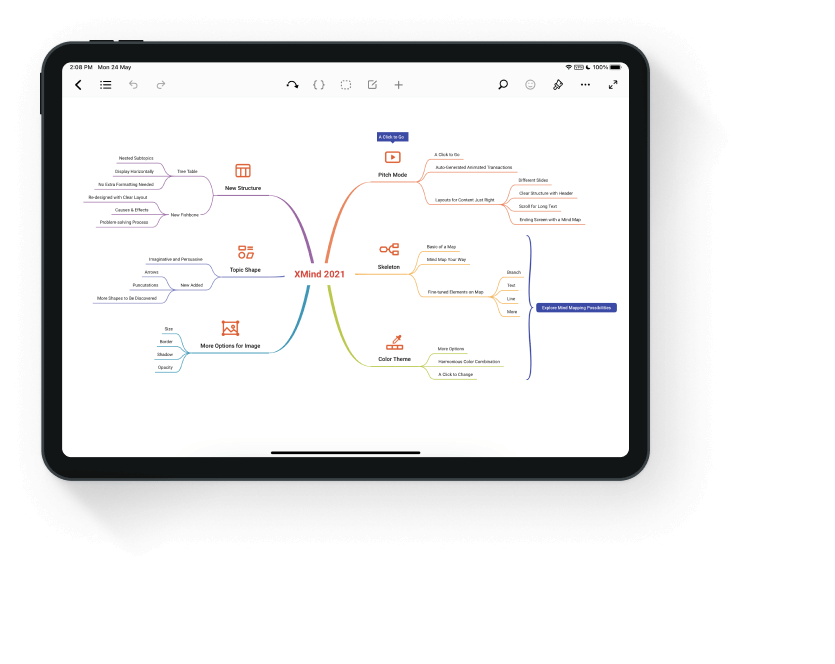 2:08 PM Mon 24 May
VPN 100%
XMind 2021
New Structure
Tree Table
Nested Subtopics
Display Horizontally
No Extra Formatting Needed
New Fishbone
Re-designed with Clear Layout
Causes & Effects
Problem-solving Process
Topic Shape
Imaginative and Persuasive
New Added
Arrows
Puncutations
More Shapes to Be Discovered
More Options for Image
Size
Border
Shadow
Opacity
A Click to Go
Pitch Mode
A Click to Go
Auto-Generated Animated Transactions
Layouts for Content Just Right
Different Slides
Clear Structure with Header
Scroll for Long Text
Ending Screen with a Mind Map
Skeleton
Basic of a Map
Mind Map Your Way
Fine-tuned Elements on Map
Branch
Text
Line
More
Explore Mind Mapping Possibilities
Color Theme
More Options
Harmonious Color Combination
A Click to Change